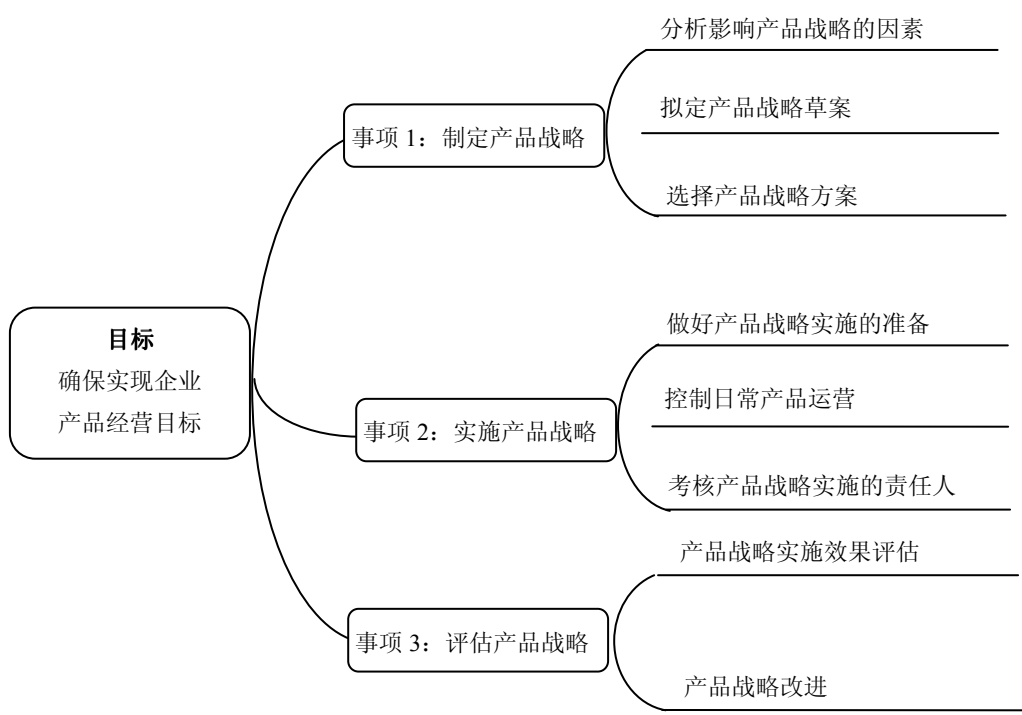 目标
确保实现企业
产品经营目标
事项 1：制定产品战略
分析影响产品战略的因素
拟定产品战略草案
选择产品战略方案
事项 2：实施产品战略
做好产品战略实施的准备
控制日常产品运营
考核产品战略实施的责任人
事项 3：评估产品战略
产品战略实施效果评估
产品战略改进